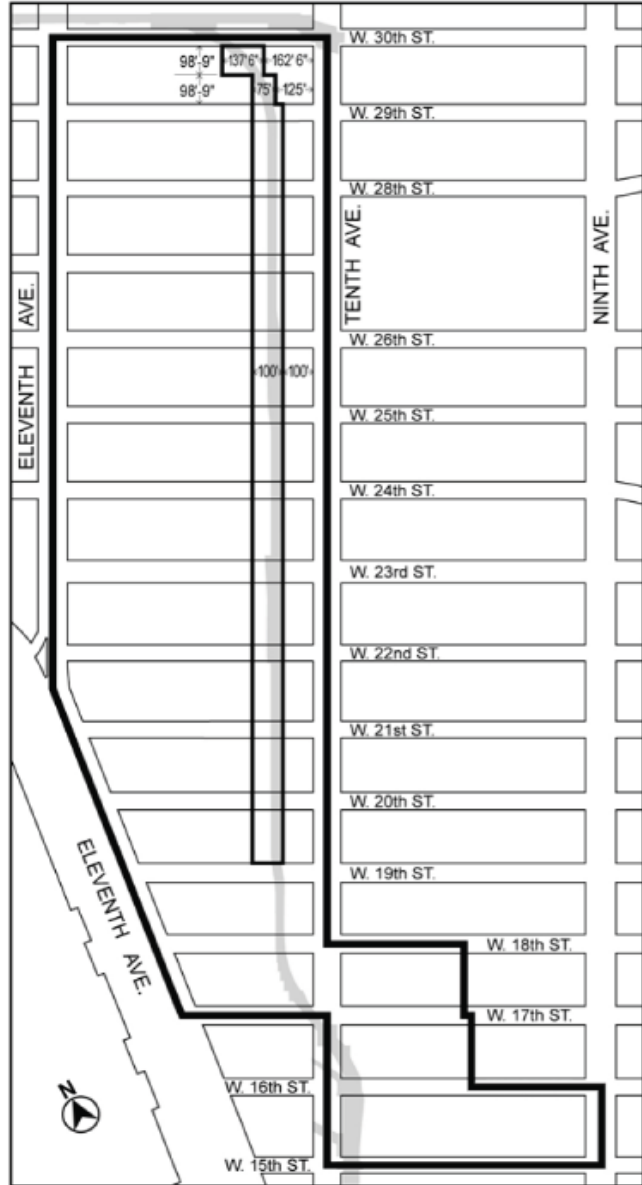 W. 30th ST.
98'-9"
137'6"
162'6"
98'-9"
75'
125'
W. 29th ST.
W. 28th ST.
TENTH AVE.
NINTH AVE.
ELEVENTH AVE.
W. 26th ST.
100'
100'
W. 25th ST.
W. 24th ST.
W. 23rd ST.
W. 22nd ST.
W. 21st ST.
W. 20th ST.
W. 19th ST.
ELEVENTH AVE.
W. 18th ST.
W. 17th ST.
N
W. 16th ST.
W. 15th ST.